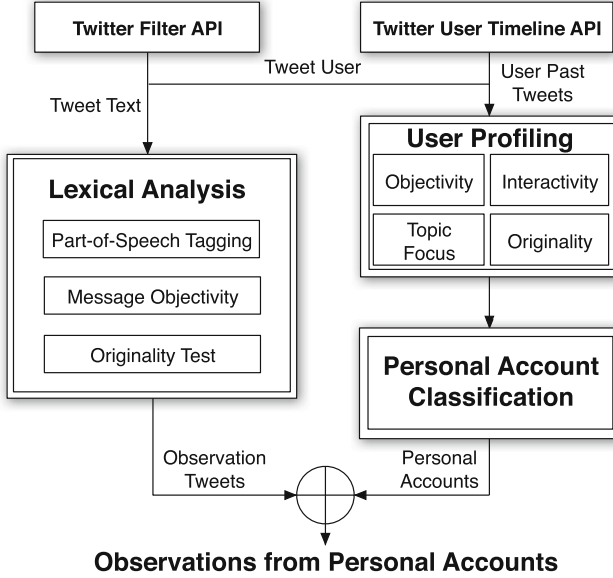 Twitter Filter API
Twitter User Timeline API
Tweet User
User Past
Tweets
Tweet Text
User Profiling
Objectivity
Interactivity
Topic
Focus
Originality
Lexical Analysis
Part-of-Speech Tagging
Message Objectivity
Originality Test
Personal Account
Classification
Observation
Tweets
Personal
Accounts
Observations from Personal Accounts